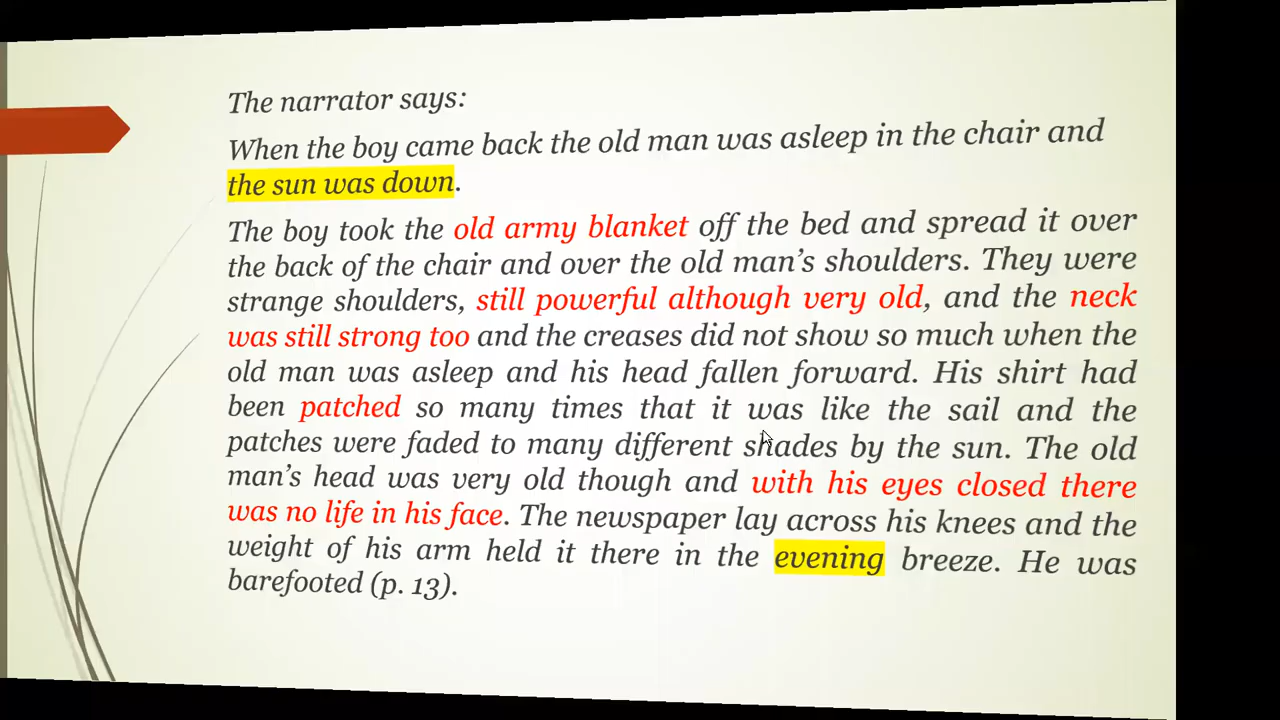 The narrator says:
When the boy came back the old man was asleep in the chair and
the sun was down.
The boy took the old army blanket off the bed and spread it over
the back of the chair and over the old man’s shoulders. They were
strange shoulders, still powerful although very old, and the neck
was still strong too and the creases did not show so much when the
old man was asleep and his head fallen forward. His shirt had
been patched so many times that it was like the sail and the
patches were faded to many different shades by the sun. The old
man’s head was very old though and with his eyes closed there
was no life in his face. The newspaper lay across his knees and the
weight of his arm held it there in the evening breeze. He was
barefooted (p. 13).